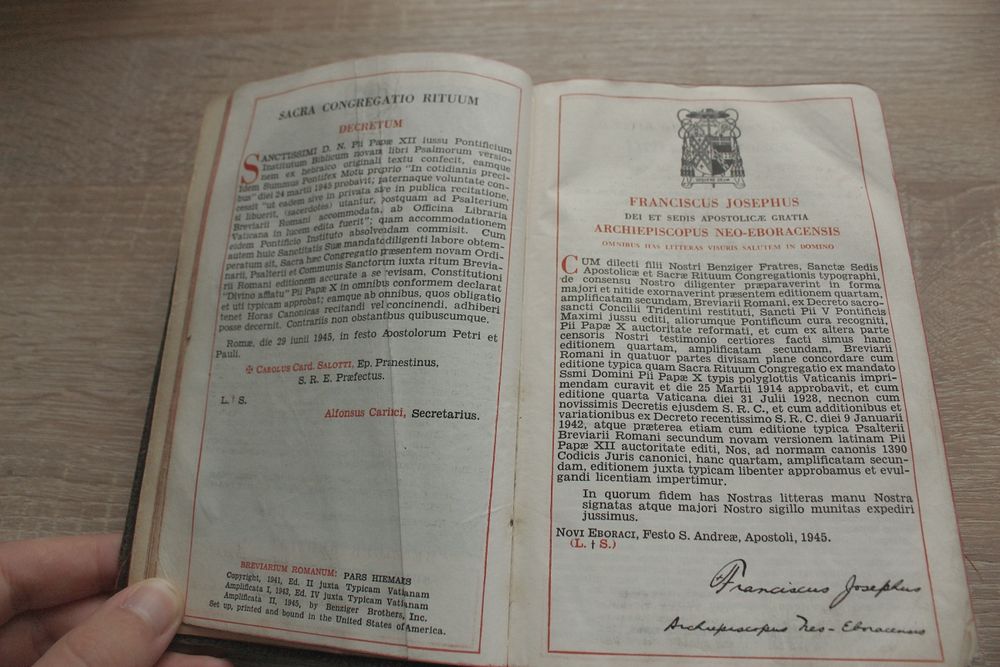 SACRA CONGREGATIO RITUUM
DECRETUM
SANCTISSIMI D. N. Pii Papæ XII iussu Pontificium
Institutum Biblicum novam libri Psalmorum versio-
nem ex hebraico originali textu confecit, eamque
idem Summus Pontifex Motu proprio "In cotidianis preci-
bus" diei 24 martii 1945 probavit; paternaque voluntate con-
cessit "ut eadem sive in privata sive in publica recitatione,
si libuerit, (sacerdotes) utantur, postquam ad Psalterium
Breviarii Romani accommodata, ab Officina Libraria
Vaticana in lucem edita fuerit"; quam accommodationem
eidem Pontificio Instituto absolvendam commisit. Cum
autem huic Sanctitatis Suæ mandato diligenti labore obtem-
peratum sit, Sacra hæc Congregatio præsentem novam Ordi-
narii, Psalterii et Communis Sanctorum iuxta ritum Brevia-
rii Romani editionem accurate a se revisam, Constitutioni
"Divino afflatu" Pii Papæ X in omnibus conformem declarat
et uti typicam approbat; eamque ab omnibus, quos obligatio
tenet Horas Canonicas recitandi vel concinendi, adhiberi
posse decernit. Contrariis non obstantibus quibuscumque.
Romæ, die 29 iunii 1945, in festo Apostolorum Petri et
Pauli.
✠ CAROLUS Card. SALOTTI, Ep. Prænestinus,
S. R. E. Præfectus.
L. † S.
Alfonsus Carinci, Secretarius.
BREVIARIUM ROMANUM: PARS HIEMALIS
Copyright, 1941, Ed. II juxta Typicam Vaticanam
Amplificata I, 1943, Ed. IV juxta Typicam Vaticanam
Amplificata II, 1945, by Benziger Brothers, Inc.
Set up, printed and bound in the United States of America.
FRANCISCUS JOSEPHUS
DEI ET SEDIS APOSTOLICÆ GRATIA
ARCHIEPISCOPUS NEO-EBORACENSIS
OMNIBUS HAS LITTERAS VISURIS SALUTEM IN DOMINO
CUM dilecti filii Nostri Benziger Fratres, Sanctæ Sedis
Apostolicæ et Sacræ Rituum Congregationis typographi,
de consensu Nostro diligenter præparaverint in forma
majori et nitide exoraverint præsentem editionem quartam,
amplificatam secundam, Breviarii Romani, ex Decreto sacro-
sancti Concilii Tridentini restituti, Sancti Pii V Pontificis
Maximi jussu editi, aliorumque Pontificum cura recogniti,
Pii Papæ X auctoritate reformati, et cum ex altera parte
censoris Nostri testimonio certiores facti simus hanc
editionem quartam, amplificatam secundam, Breviarii
Romani in quatuor partes divisam plane concordare cum
editione typica quam Sacra Rituum Congregatio ex mandato
Ssmi Domini Pii Papæ X typis polyglottis Vaticanis impri-
mendam curavit et die 25 Martii 1914 approbavit, et cum
editione quarta Vaticana diei 31 Julii 1928, necnon cum
novissimis Decretis ejusdem S. R. C., et cum additionibus et
variationibus ex Decreto recentissimo S. R. C. diei 9 Januarii
1942, atque præterea etiam cum editione typica Psalterii
Breviarii Romani secundum novam versionem latinam Pii
Papæ XII auctoritate editi, Nos, ad normam canonis 1390
Codicis Juris canonici, hanc quartam, amplificatam secun-
dam, editionem juxta typicam libenter approbamus et evul-
gandi licentiam impertimur.
In quorum fidem has Nostras litteras manu Nostra
signatas atque majori Nostro sigillo munitas expediri
jussimus.
NOVI EBORACI, Festo S. Andreæ, Apostoli, 1945.
(L. † S.)
Franciscus Josephus
Archiepiscopus Neo-Eboracensis